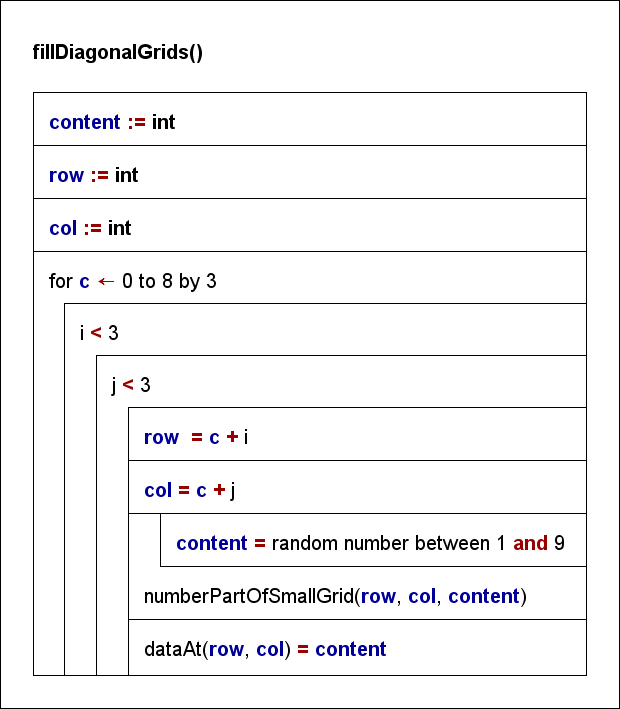 fillDiagonalGrids()
content := int
row := int
col := int
for c ← 0 to 8 by 3
i < 3
j < 3
row = c + i
col = c + j
content = random number between 1 and 9
numberPartOfSmallGrid(row, col, content)
dataAt(row, col) = content